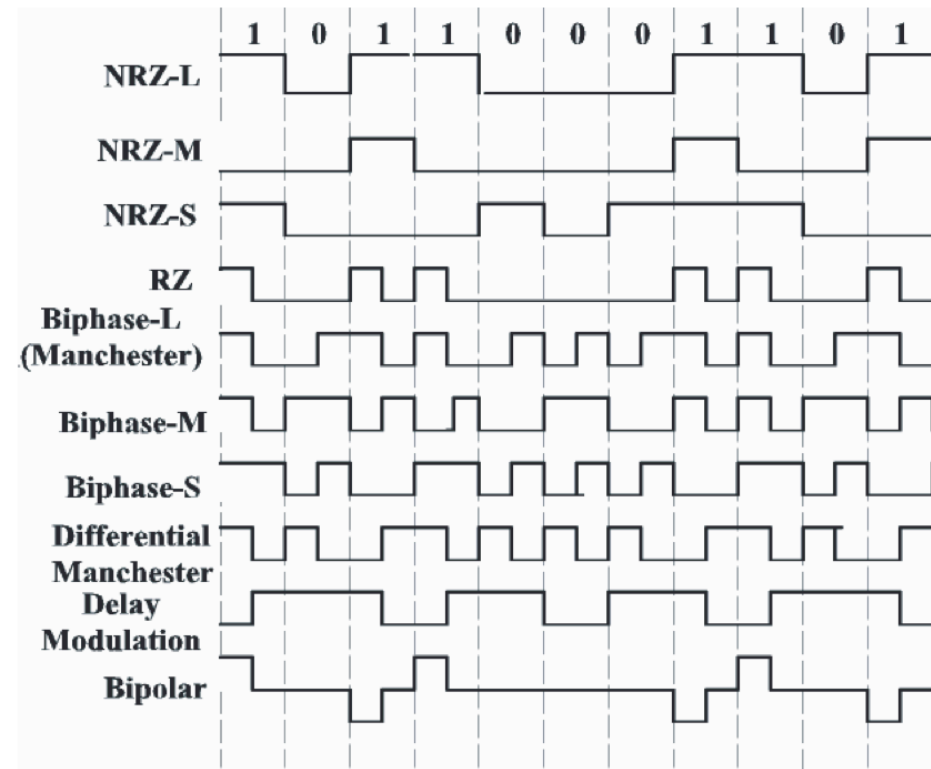 1 0 1 1 0 0 0 1 1 0 1
NRZ-L
NRZ-M
NRZ-S
RZ
Biphase-L
(Manchester)
Biphase-M
Biphase-S
Differential
Manchester
Delay
Modulation
Bipolar